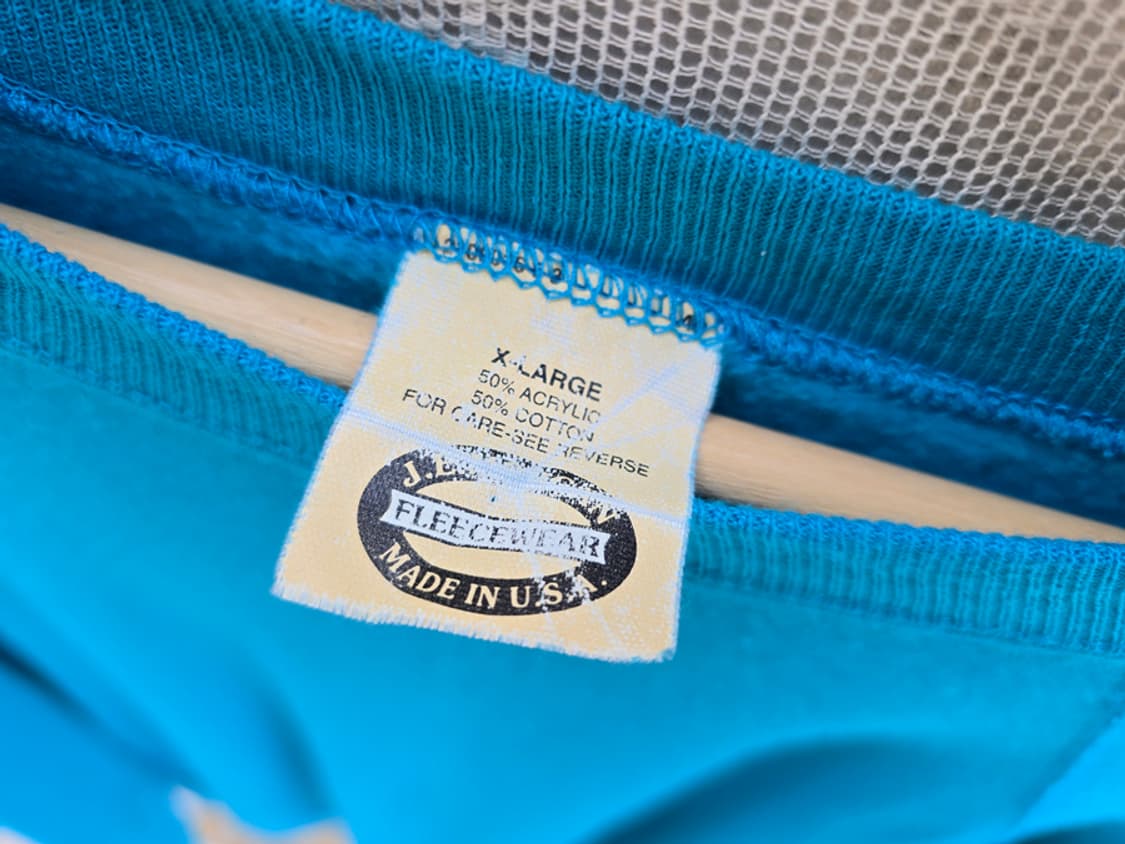 X-LARGE
50% ACRYLIC
50% COTTON
FOR CARE-SEE REVERSE
FLEECEWEAR
MADE IN U.S.A.